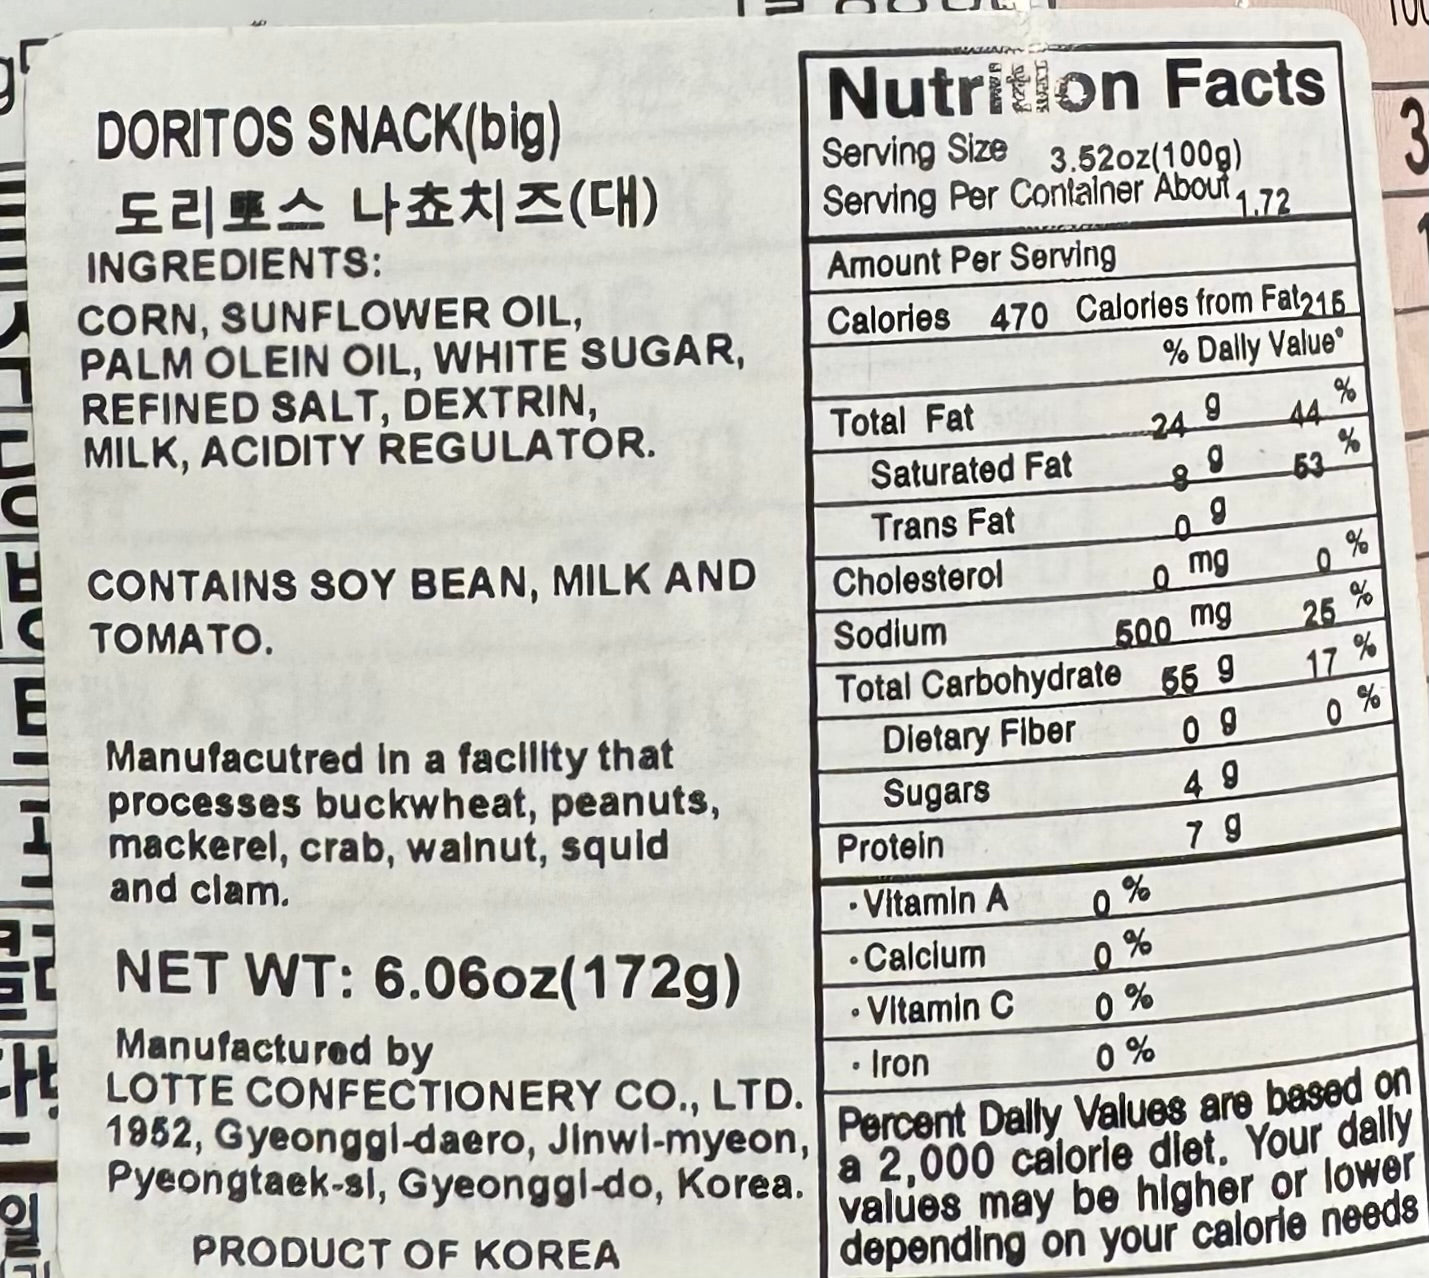 DORITOS SNACK(big)
도리토스 나쵸치즈(대)
INGREDIENTS:
CORN, SUNFLOWER OIL,
PALM OLEIN OIL, WHITE SUGAR,
REFINED SALT, DEXTRIN,
MILK, ACIDITY REGULATOR.
CONTAINS SOY BEAN, MILK AND
TOMATO.
Manufacutred in a facility that
processes buckwheat, peanuts,
mackerel, crab, walnut, squid
and clam.
NET WT: 6.06oz(172g)
Manufactured by
LOTTE CONFECTIONERY CO., LTD.
1952, Gyeonggi-daero, Jinwi-myeon,
Pyeongtaek-si, Gyeonggi-do, Korea.
PRODUCT OF KOREA
Nutrition Facts
Serving Size 3.52oz(100g)
Serving Per Container About 1.72
Amount Per Serving
Calories 470 Calories from Fat 216
% Daily Value*
Total Fat 24 g 44 %
Saturated Fat 8 g 53 %
Trans Fat 0 g
Cholesterol 0 mg 0 %
Sodium 500 mg 25 %
Total Carbohydrate 55 g 17 %
Dietary Fiber 0 g 0 %
Sugars 4 g
Protein 7 g
· Vitamin A 0 %
· Calcium 0 %
· Vitamin C 0 %
· Iron 0 %
Percent Daily Values are based on
a 2,000 calorie diet. Your daily
values may be higher or lower
depending on your calorie needs